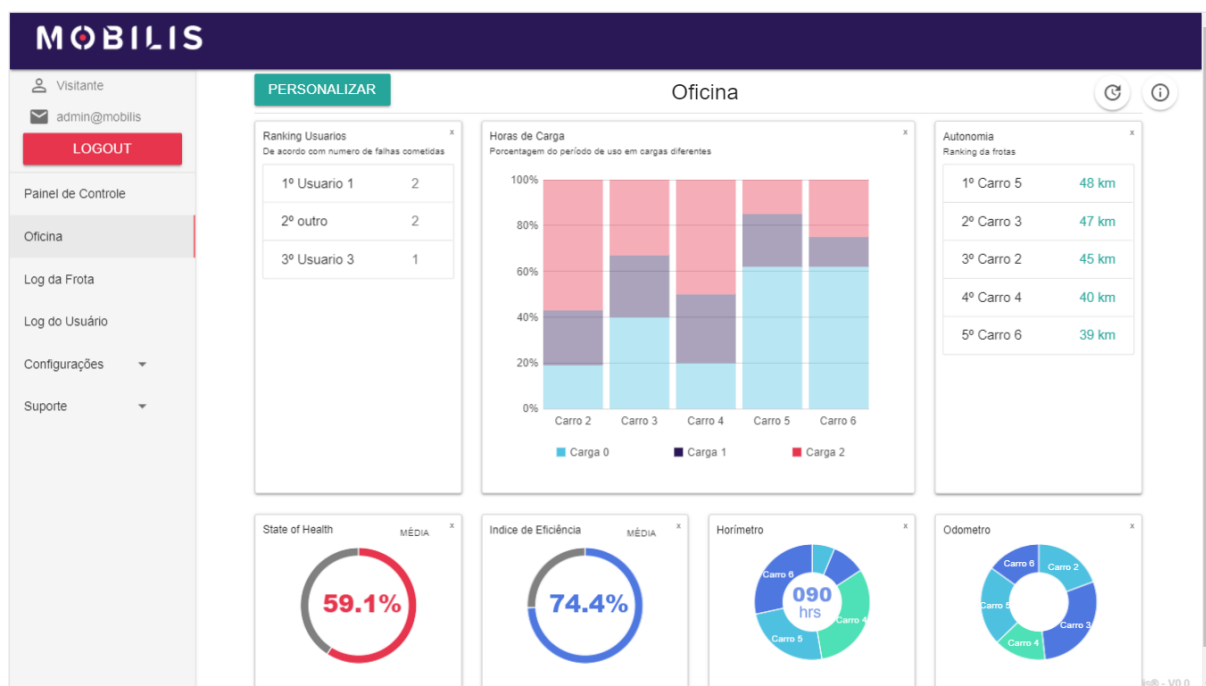 MOBILIS
Visitante
admin@mobilis
LOGOUT
Painel de Controle
Oficina
Log da Frota
Log do Usuário
Configurações
Suporte
PERSONALIZAR
Oficina
Ranking Usuarios x
De acordo com numero de falhas cometidas
1º Usuario 1 2
2º outro 2
3º Usuario 3 1
Horas de Carga x
Porcentagem do período de uso em cargas diferentes
100%
80%
60%
40%
20%
0%
Carro 2 Carro 3 Carro 4 Carro 5 Carro 6
Carga 0 Carga 1 Carga 2
Autonomia x
Ranking da frotas
1º Carro 5 48 km
2º Carro 3 47 km
3º Carro 2 45 km
4º Carro 4 40 km
5º Carro 6 39 km
State of Health MÉDIA x
59.1%
Indice de Eficiência MÉDIA x
74.4%
Horímetro x
Carro 6
090
hrs
Carro 4
Carro 5
Odometro x
Carro 6
Carro 2
Carro 5
Carro 3
Carro 4
- V0.0